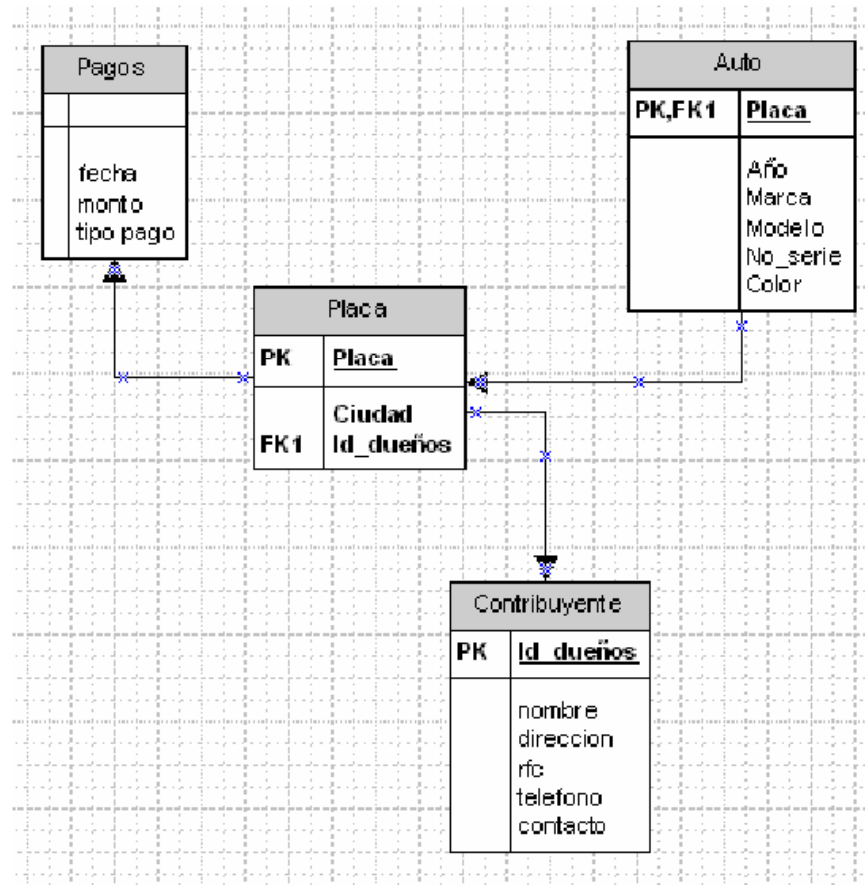 Pagos
fecha
monto
tipo pago
Auto
PK,FK1 Placa
Año
Marca
Modelo
No_serie
Color
Placa
PK Placa
Ciudad
FK1 Id_dueños
Contribuyente
PK Id_dueños
nombre
direccion
rfc
telefono
contacto